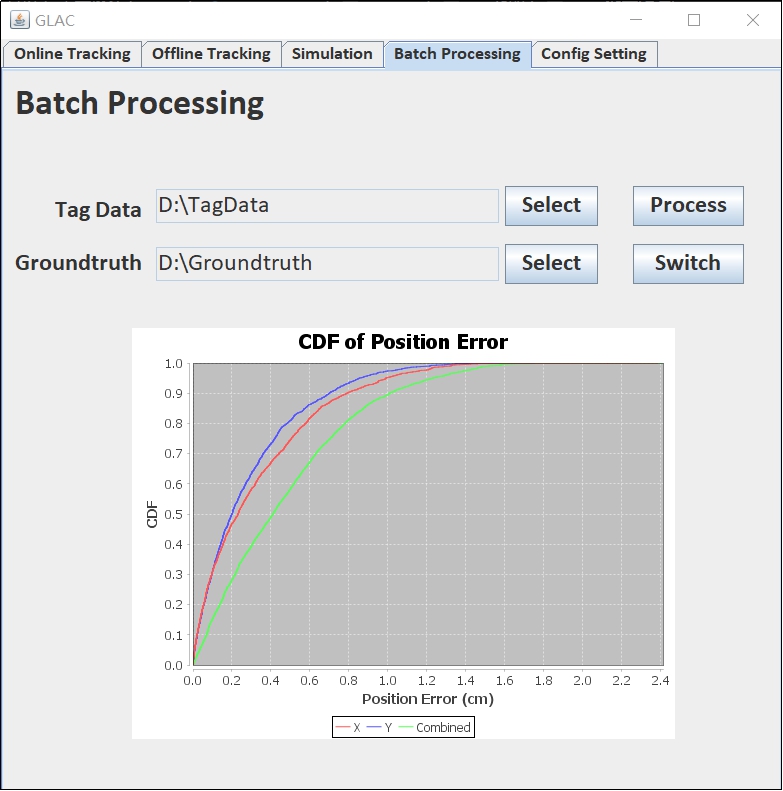 GLAC
Online Tracking Offline Tracking Simulation Batch Processing Config Setting
Batch Processing
Tag Data D:\TagData Select Process
Groundtruth D:\Groundtruth Select Switch
CDF of Position Error
1.0
0.9
0.8
0.7
0.6
0.5
0.4
0.3
0.2
0.1
0.0
CDF
0.0 0.2 0.4 0.6 0.8 1.0 1.2 1.4 1.6 1.8 2.0 2.2 2.4
Position Error (cm)
X Y Combined